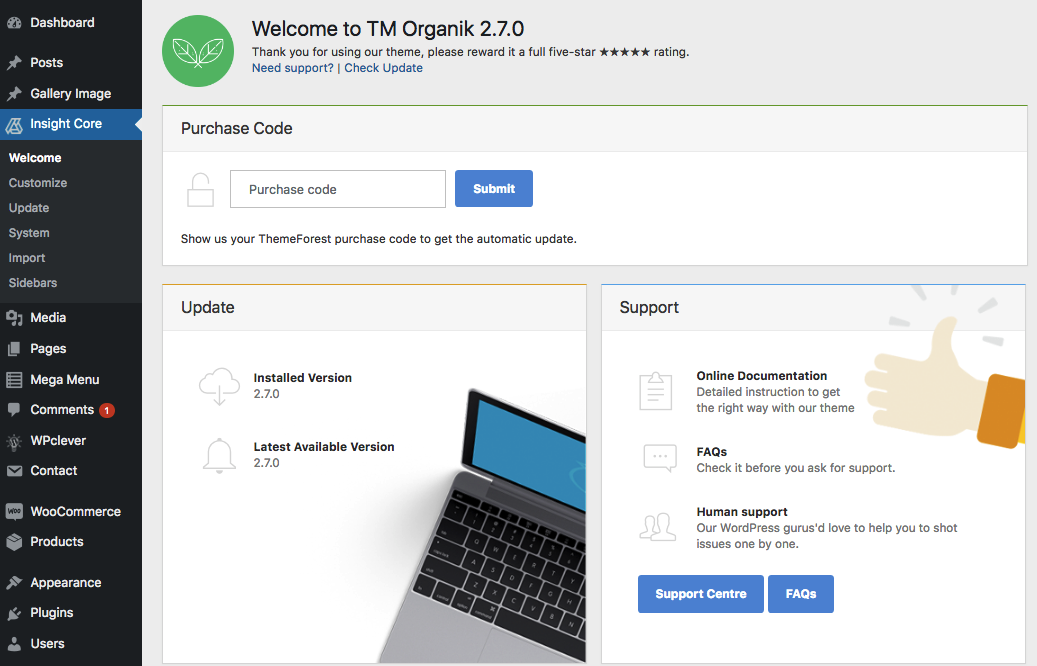 Dashboard
Posts
Gallery Image
Insight Core
Welcome
Customize
Update
System
Import
Sidebars
Media
Pages
Mega Menu
Comments 1
WPclever
Contact
WooCommerce
Products
Appearance
Plugins
Users
Welcome to TM Organik 2.7.0
Thank you for using our theme, please reward it a full five-star ★★★★★ rating.
Need support? | Check Update
Purchase Code
Purchase code
Submit
Show us your ThemeForest purchase code to get the automatic update.
Update
Installed Version
2.7.0
Latest Available Version
2.7.0
Support
Online Documentation
Detailed instruction to get
the right way with our theme
FAQs
Check it before you ask for support.
Human support
Our WordPress gurus'd love to help you to shot
issues one by one.
Support Centre
FAQs